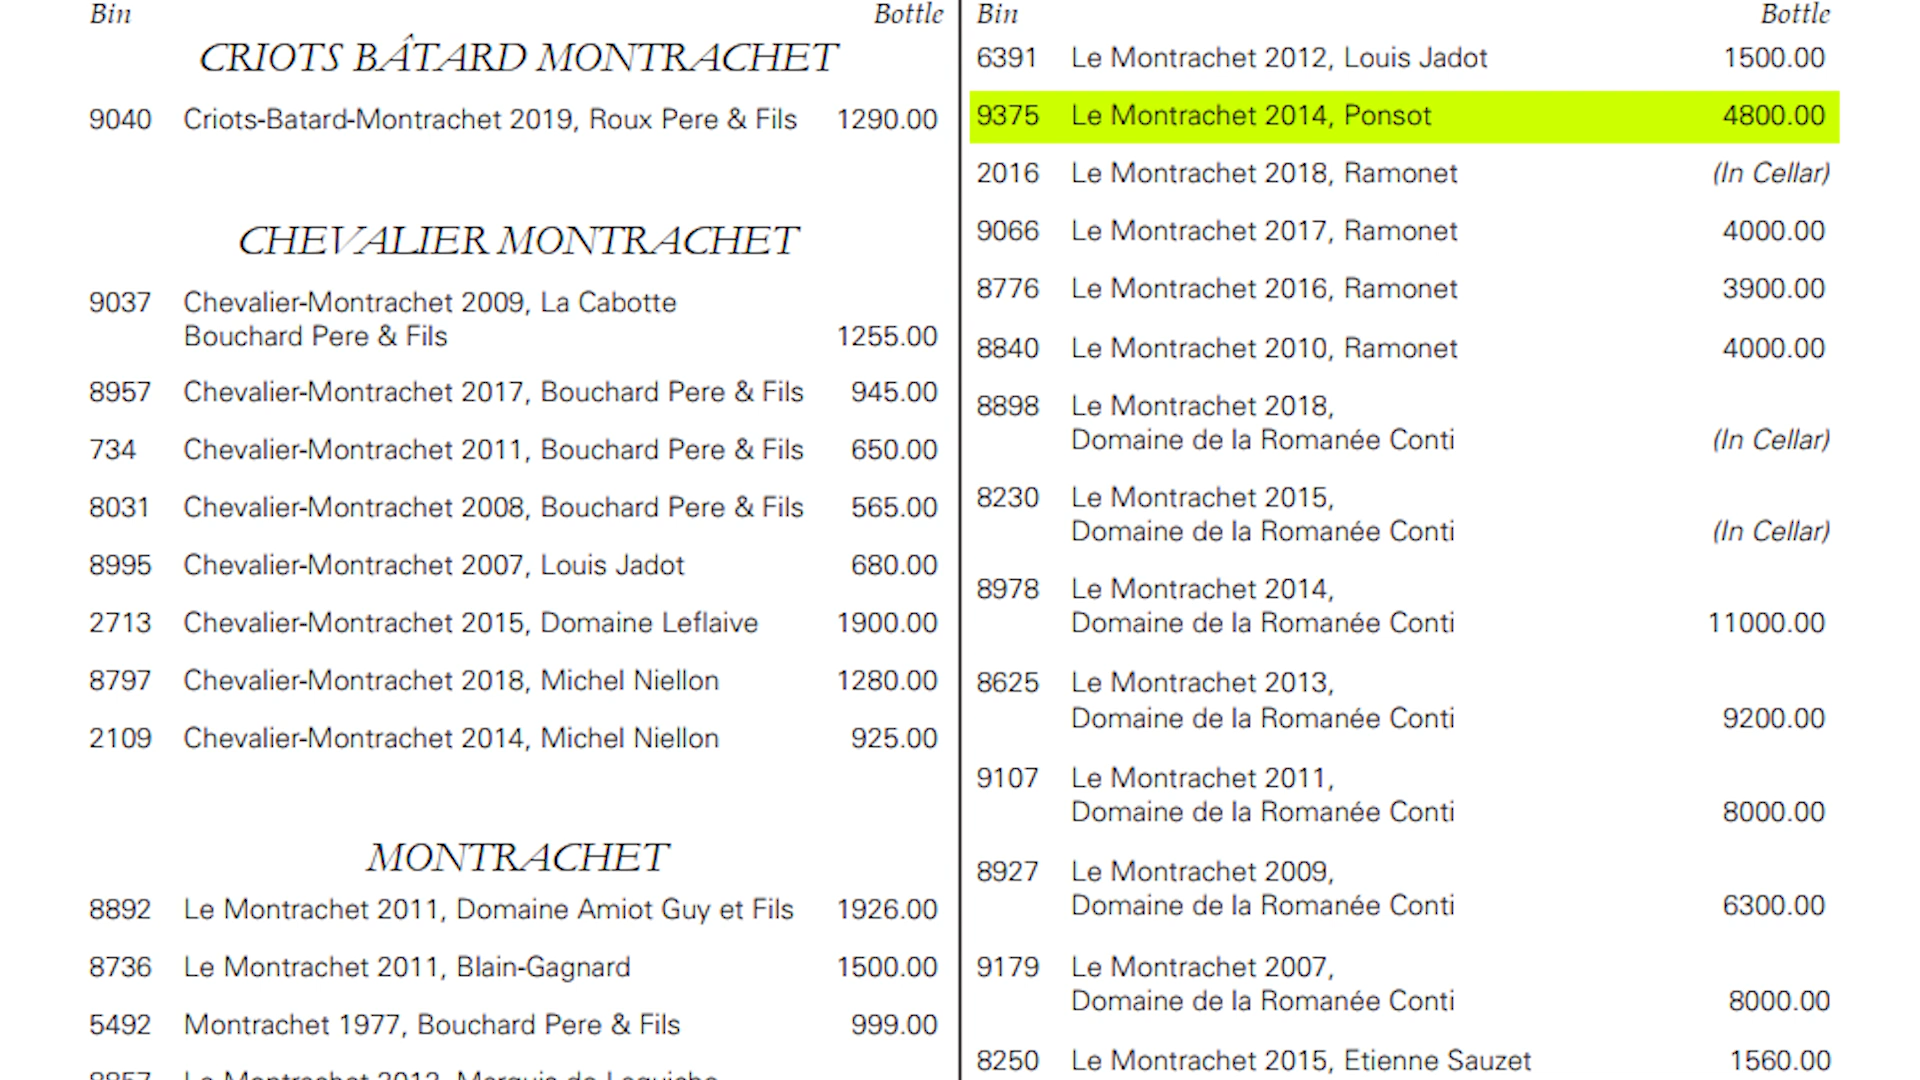 Bin Bottle
CRIOTS BÂTARD MONTRACHET
9040 Criots-Batard-Montrachet 2019, Roux Pere & Fils 1290.00
CHEVALIER MONTRACHET
9037 Chevalier-Montrachet 2009, La Cabotte
Bouchard Pere & Fils 1255.00
8957 Chevalier-Montrachet 2017, Bouchard Pere & Fils 945.00
734 Chevalier-Montrachet 2011, Bouchard Pere & Fils 650.00
8031 Chevalier-Montrachet 2008, Bouchard Pere & Fils 565.00
8995 Chevalier-Montrachet 2007, Louis Jadot 680.00
2713 Chevalier-Montrachet 2015, Domaine Leflaive 1900.00
8797 Chevalier-Montrachet 2018, Michel Niellon 1280.00
2109 Chevalier-Montrachet 2014, Michel Niellon 925.00
MONTRACHET
8892 Le Montrachet 2011, Domaine Amiot Guy et Fils 1926.00
8736 Le Montrachet 2011, Blain-Gagnard 1500.00
5492 Montrachet 1977, Bouchard Pere & Fils 999.00
Le Montrachet
Bin Bottle
6391 Le Montrachet 2012, Louis Jadot 1500.00
9375 Le Montrachet 2014, Ponsot 4800.00
2016 Le Montrachet 2018, Ramonet (In Cellar)
9066 Le Montrachet 2017, Ramonet 4000.00
8776 Le Montrachet 2016, Ramonet 3900.00
8840 Le Montrachet 2010, Ramonet 4000.00
8898 Le Montrachet 2018,
Domaine de la Romanée Conti (In Cellar)
8230 Le Montrachet 2015,
Domaine de la Romanée Conti (In Cellar)
8978 Le Montrachet 2014,
Domaine de la Romanée Conti 11000.00
8625 Le Montrachet 2013,
Domaine de la Romanée Conti 9200.00
9107 Le Montrachet 2011,
Domaine de la Romanée Conti 8000.00
8927 Le Montrachet 2009,
Domaine de la Romanée Conti 6300.00
9179 Le Montrachet 2007,
Domaine de la Romanée Conti 8000.00
8250 Le Montrachet 2015, Etienne Sauzet 1560.00